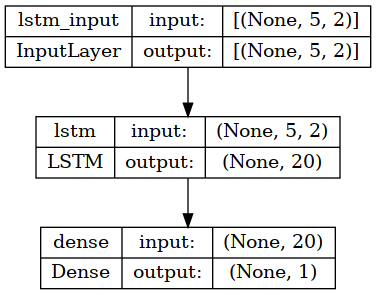 lstm_input input: [(None, 5, 2)]
InputLayer output: [(None, 5, 2)]
lstm input: (None, 5, 2)
LSTM output: (None, 20)
dense input: (None, 20)
Dense output: (None, 1)